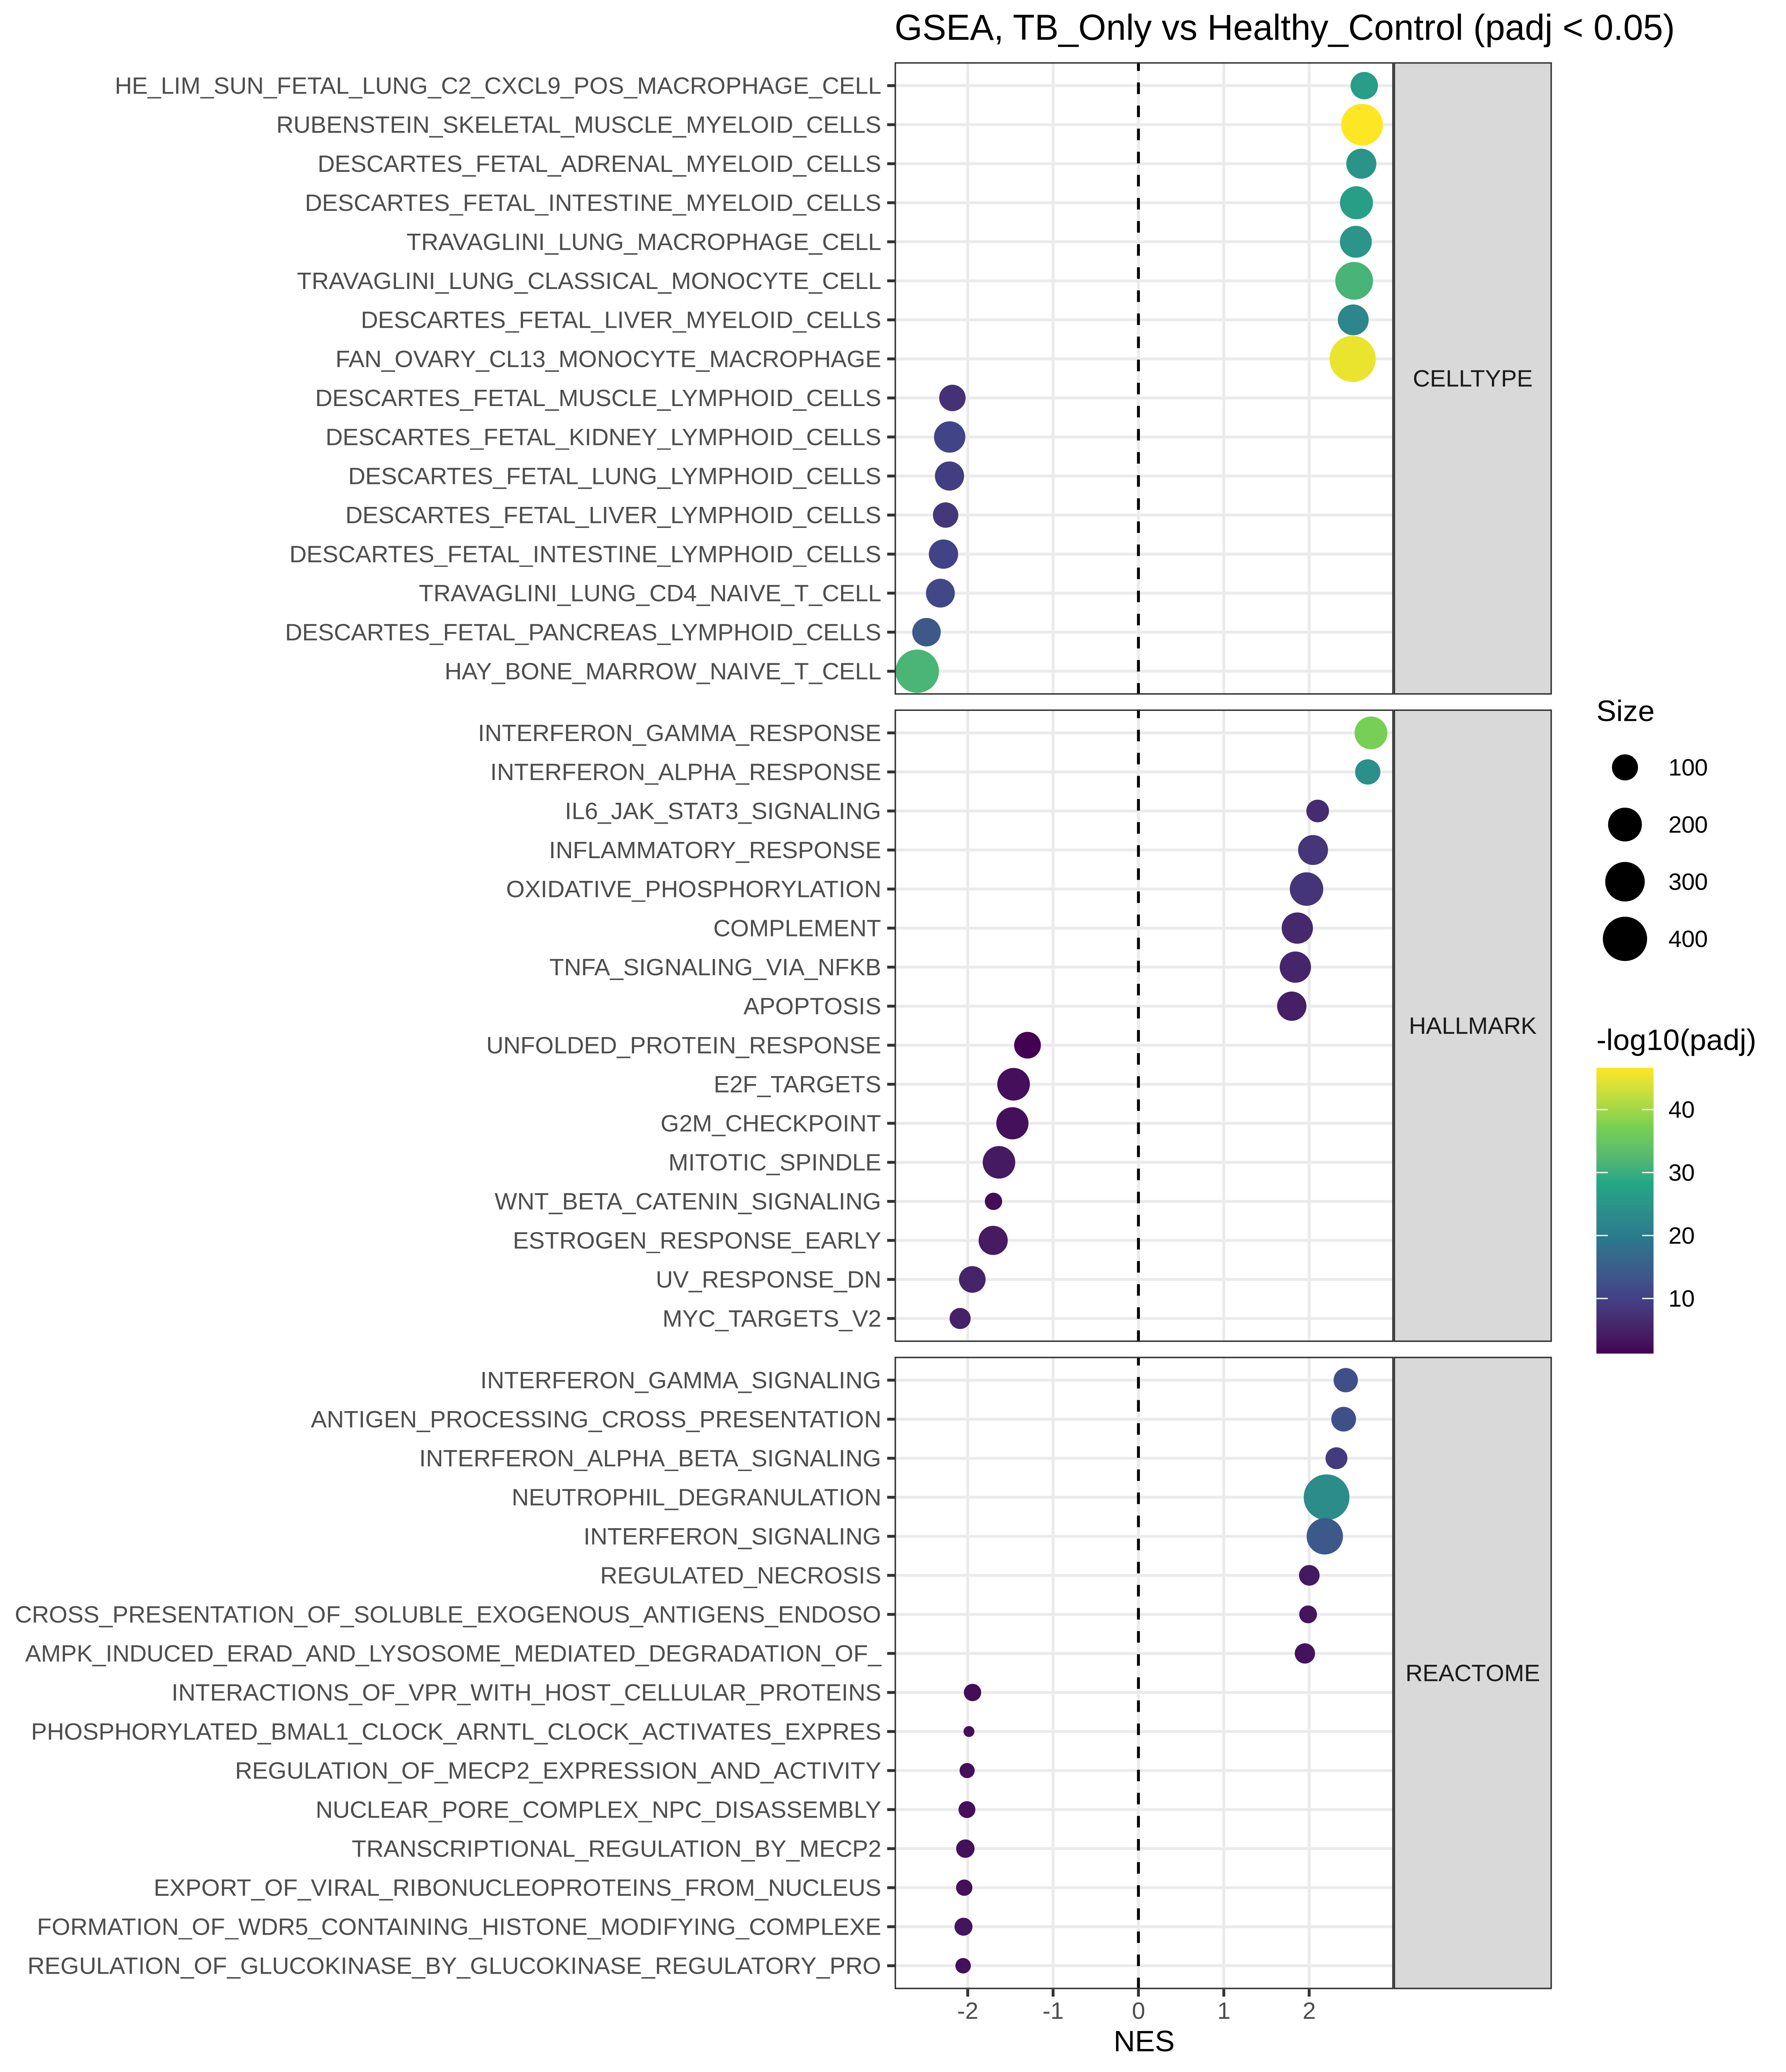 GSEA, TB_Only vs Healthy_Control (padj < 0.05)
HE_LIM_SUN_FETAL_LUNG_C2_CXCL9_POS_MACROPHAGE_CELL
RUBENSTEIN_SKELETAL_MUSCLE_MYELOID_CELLS
DESCARTES_FETAL_ADRENAL_MYELOID_CELLS
DESCARTES_FETAL_INTESTINE_MYELOID_CELLS
TRAVAGLINI_LUNG_MACROPHAGE_CELL
TRAVAGLINI_LUNG_CLASSICAL_MONOCYTE_CELL
DESCARTES_FETAL_LIVER_MYELOID_CELLS
FAN_OVARY_CL13_MONOCYTE_MACROPHAGE
DESCARTES_FETAL_MUSCLE_LYMPHOID_CELLS
DESCARTES_FETAL_KIDNEY_LYMPHOID_CELLS
DESCARTES_FETAL_LUNG_LYMPHOID_CELLS
DESCARTES_FETAL_LIVER_LYMPHOID_CELLS
DESCARTES_FETAL_INTESTINE_LYMPHOID_CELLS
TRAVAGLINI_LUNG_CD4_NAIVE_T_CELL
DESCARTES_FETAL_PANCREAS_LYMPHOID_CELLS
HAY_BONE_MARROW_NAIVE_T_CELL
CELLTYPE
INTERFERON_GAMMA_RESPONSE
INTERFERON_ALPHA_RESPONSE
IL6_JAK_STAT3_SIGNALING
INFLAMMATORY_RESPONSE
OXIDATIVE_PHOSPHORYLATION
COMPLEMENT
TNFA_SIGNALING_VIA_NFKB
APOPTOSIS
UNFOLDED_PROTEIN_RESPONSE
E2F_TARGETS
G2M_CHECKPOINT
MITOTIC_SPINDLE
WNT_BETA_CATENIN_SIGNALING
ESTROGEN_RESPONSE_EARLY
UV_RESPONSE_DN
MYC_TARGETS_V2
HALLMARK
INTERFERON_GAMMA_SIGNALING
ANTIGEN_PROCESSING_CROSS_PRESENTATION
INTERFERON_ALPHA_BETA_SIGNALING
NEUTROPHIL_DEGRANULATION
INTERFERON_SIGNALING
REGULATED_NECROSIS
CROSS_PRESENTATION_OF_SOLUBLE_EXOGENOUS_ANTIGENS_ENDOSO
AMPK_INDUCED_ERAD_AND_LYSOSOME_MEDIATED_DEGRADATION_OF_
INTERACTIONS_OF_VPR_WITH_HOST_CELLULAR_PROTEINS
PHOSPHORYLATED_BMAL1_CLOCK_ARNTL_CLOCK_ACTIVATES_EXPRES
REGULATION_OF_MECP2_EXPRESSION_AND_ACTIVITY
NUCLEAR_PORE_COMPLEX_NPC_DISASSEMBLY
TRANSCRIPTIONAL_REGULATION_BY_MECP2
EXPORT_OF_VIRAL_RIBONUCLEOPROTEINS_FROM_NUCLEUS
FORMATION_OF_WDR5_CONTAINING_HISTONE_MODIFYING_COMPLEXE
REGULATION_OF_GLUCOKINASE_BY_GLUCOKINASE_REGULATORY_PRO
REACTOME
-2 -1 0 1 2
NES
Size
100
200
300
400
-log10(padj)
40
30
20
10